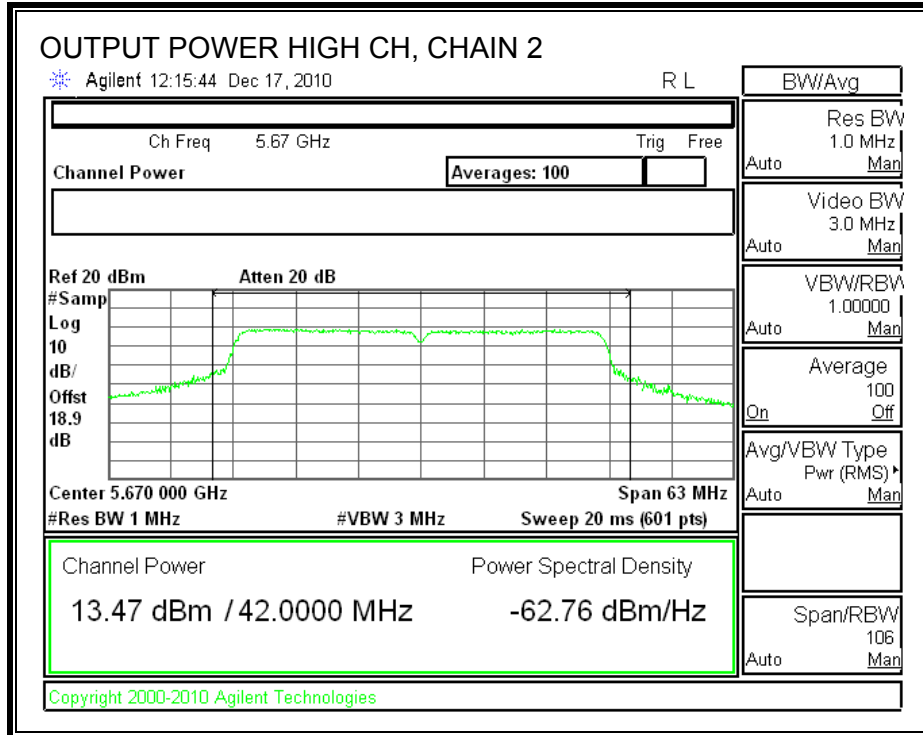 OUTPUT POWER HIGH CH, CHAIN 2
Agilent 12:15:44 Dec 17, 2010 R L
Ch Freq 5.67 GHz Trig Free
Channel Power Averages: 100
Ref 20 dBm Atten 20 dB
#Samp
Log
10
dB/
Offst
18.9
dB
Center 5.670 000 GHz Span 63 MHz
#Res BW 1 MHz #VBW 3 MHz Sweep 20 ms (601 pts)
Channel Power Power Spectral Density
13.47 dBm / 42.0000 MHz -62.76 dBm/Hz
Copyright 2000-2010 Agilent Technologies
BW/Avg
Res BW
1.0 MHz
Auto Man
Video BW
3.0 MHz
Auto Man
VBW/RBW
1.00000
Auto Man
Average
100
On Off
Avg/VBW Type
Pwr (RMS)
Auto Man
Span/RBW
106
Auto Man